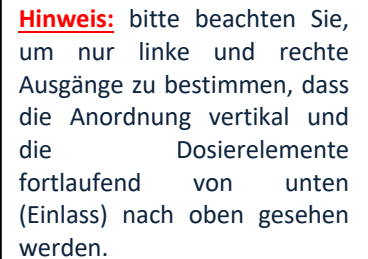 Hinweis: bitte beachten Sie,
um nur linke und rechte
Ausgänge zu bestimmen, dass
die Anordnung vertikal und
die Dosierelemente
fortlaufend von unten
(Einlass) nach oben gesehen
werden.